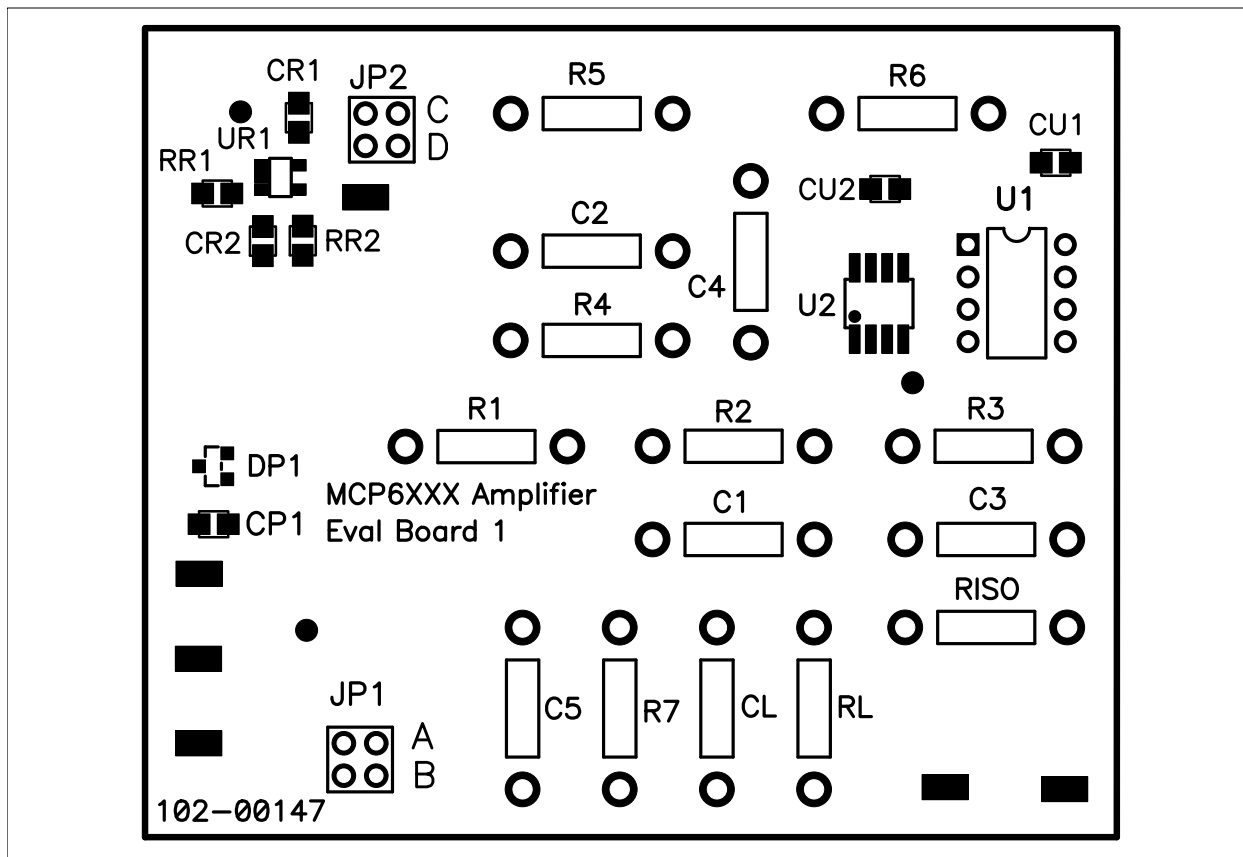 CR1
JP2
R5
R6
C
UR1
D
CU1
RR1
CU2
U1
C2
CR2
RR2
C4
R4
U2
R1
R2
R3
DP1
MCP6XXX Amplifier
Eval Board 1
CP1
C1
C3
RISO
JP1
C5
R7
CL
RL
A
B
102-00147